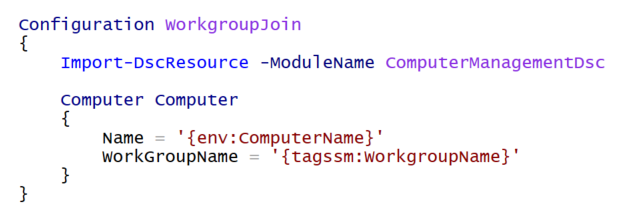 Configuration WorkgroupJoin
{
    Import-DscResource -ModuleName ComputerManagementDsc

    Computer Computer
    {
        Name = '{env:ComputerName}'
        WorkGroupName = '{tagssm:WorkgroupName}'
    }
}